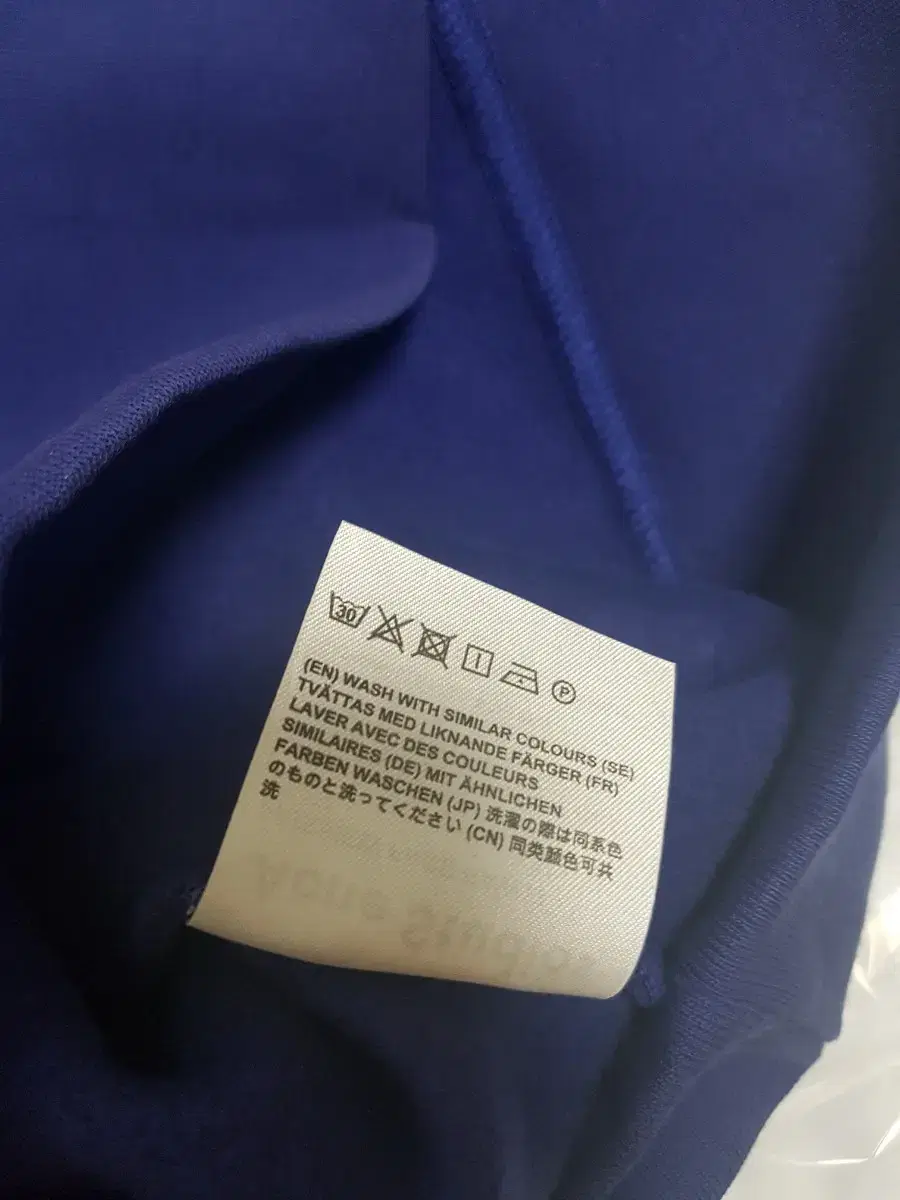 30
P
(EN) WASH WITH SIMILAR COLOURS (SE)
TVÄTTAS MED LIKNANDE FÄRGER (FR)
LAVER AVEC DES COULEURS
SIMILAIRES (DE) MIT ÄHNLICHEN
FARBEN WASCHEN (JP) 洗濯の際は同系色
のものと洗ってください (CN) 同类颜色可共
洗